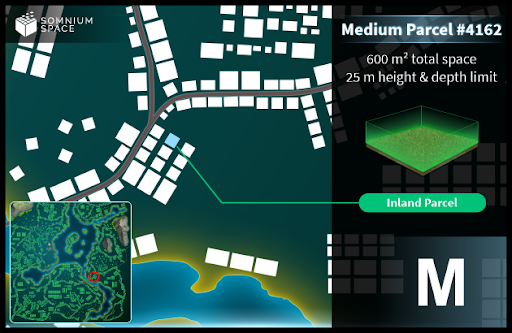 SOMNIUM
SPACE
Medium Parcel #4162
600 m² total space
25 m height & depth limit
Inland Parcel
M